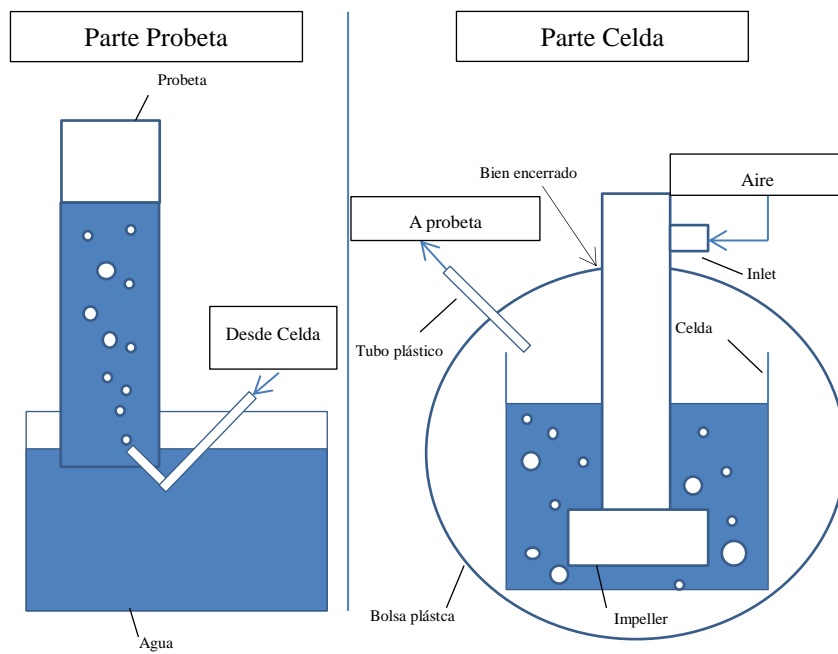 Parte Probeta
Probeta
Desde Celda
Agua
Parte Celda
Bien encerrado
Aire
A probeta
Inlet
Tubo plástico
Celda
Bolsa plástca
Impeller